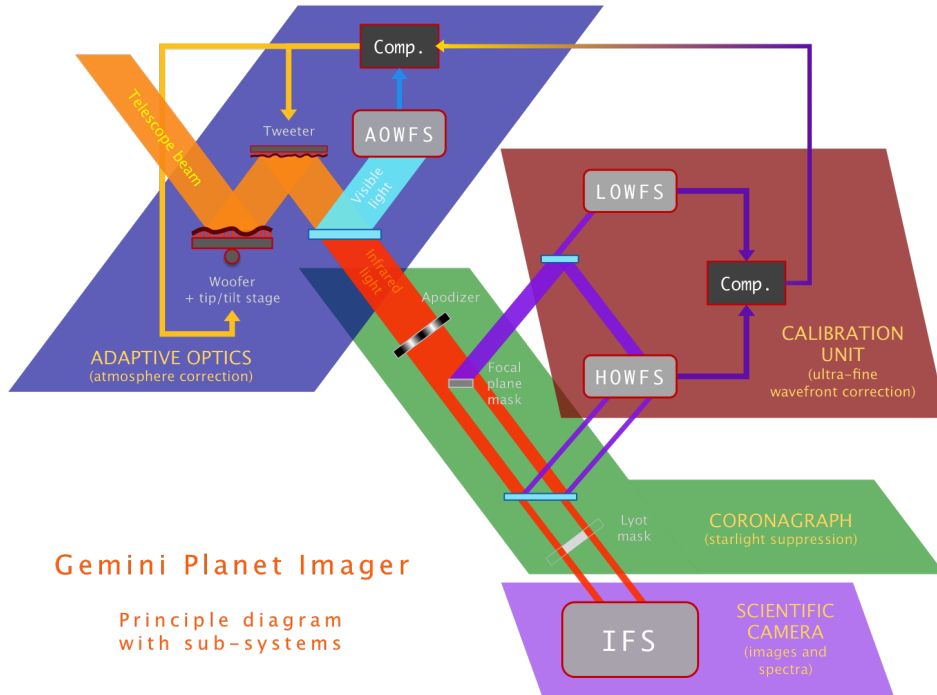 Comp.
Telescope beam
Tweeter
AOWFS
Visible
light
LOWFS
Woofer
+ tip/tilt stage
Infrared
light
Comp.
Apodizer
ADAPTIVE OPTICS
(atmosphere correction)
Focal
plane
mask
HOWFS
CALIBRATION
UNIT
(ultra-fine
wavefront correction)
Lyot
mask
CORONAGRAPH
(starlight suppression)
Gemini Planet Imager
Principle diagram
with sub-systems
IFS
SCIENTIFIC
CAMERA
(images and
spectra)